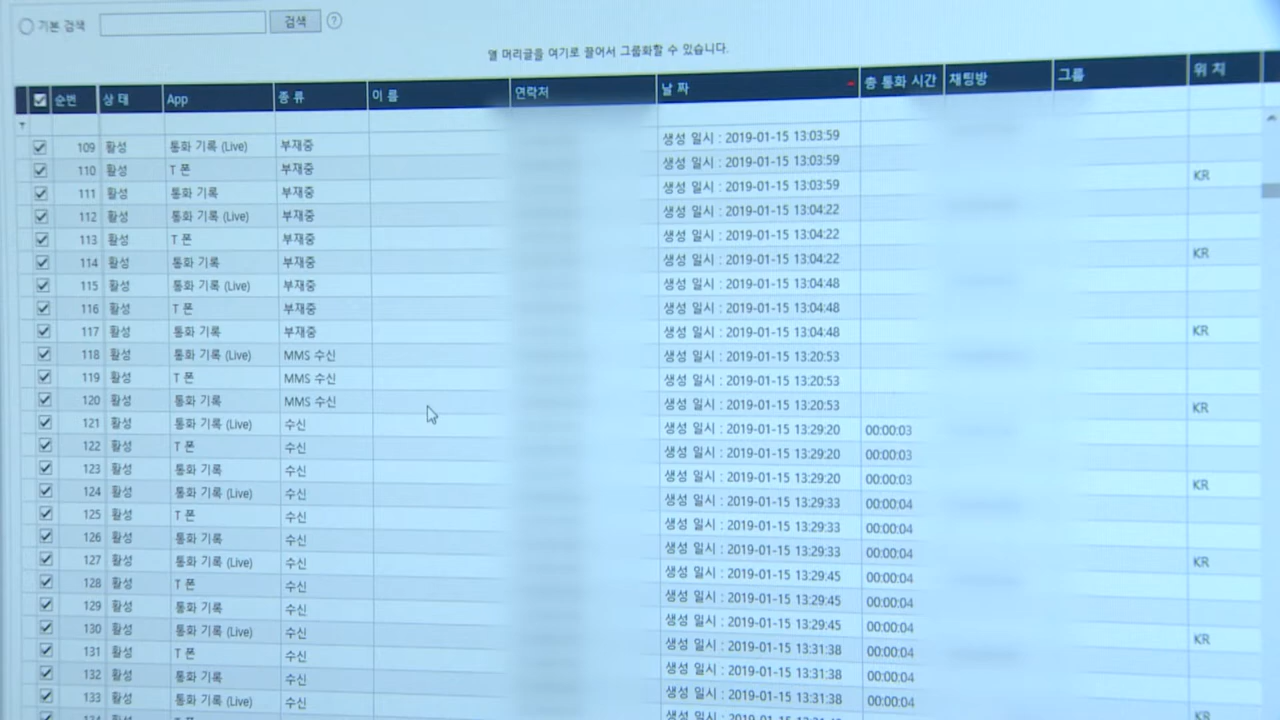 기본 검색 검색 ?
열 머리글을 여기로 끌어서 그룹화할 수 있습니다.
순번 상태 App 종류 이름 연락처 날짜 총 통화 시간 채팅방 그룹 위치
109 활성 통화 기록 (Live) 부재중 생성 일시 : 2019-01-15 13:03:59
110 활성 T 폰 부재중 생성 일시 : 2019-01-15 13:03:59
111 활성 통화 기록 부재중 생성 일시 : 2019-01-15 13:03:59 KR
112 활성 통화 기록 (Live) 부재중 생성 일시 : 2019-01-15 13:04:22
113 활성 T 폰 부재중 생성 일시 : 2019-01-15 13:04:22
114 활성 통화 기록 부재중 생성 일시 : 2019-01-15 13:04:22 KR
115 활성 통화 기록 (Live) 부재중 생성 일시 : 2019-01-15 13:04:48
116 활성 T 폰 부재중 생성 일시 : 2019-01-15 13:04:48
117 활성 통화 기록 부재중 생성 일시 : 2019-01-15 13:04:48 KR
118 활성 통화 기록 (Live) MMS 수신 생성 일시 : 2019-01-15 13:20:53
119 활성 T 폰 MMS 수신 생성 일시 : 2019-01-15 13:20:53
120 활성 통화 기록 MMS 수신 생성 일시 : 2019-01-15 13:20:53 KR
121 활성 통화 기록 (Live) 수신 생성 일시 : 2019-01-15 13:29:20 00:00:03
122 활성 T 폰 수신 생성 일시 : 2019-01-15 13:29:20 00:00:03
123 활성 통화 기록 수신 생성 일시 : 2019-01-15 13:29:20 00:00:03 KR
124 활성 통화 기록 (Live) 수신 생성 일시 : 2019-01-15 13:29:33 00:00:04
125 활성 T 폰 수신 생성 일시 : 2019-01-15 13:29:33 00:00:04
126 활성 통화 기록 수신 생성 일시 : 2019-01-15 13:29:33 00:00:04 KR
127 활성 통화 기록 (Live) 수신 생성 일시 : 2019-01-15 13:29:45 00:00:04
128 활성 T 폰 수신 생성 일시 : 2019-01-15 13:29:45 00:00:04
129 활성 통화 기록 수신 생성 일시 : 2019-01-15 13:29:45 00:00:04 KR
130 활성 통화 기록 (Live) 수신 생성 일시 : 2019-01-15 13:31:38 00:00:04
131 활성 T 폰 수신 생성 일시 : 2019-01-15 13:31:38 00:00:04
132 활성 통화 기록 수신 생성 일시 : 2019-01-15 13:31:38 00:00:04 KR
133 활성 통화 기록 (Live) 수신 생성 일시 : 2019-01-15